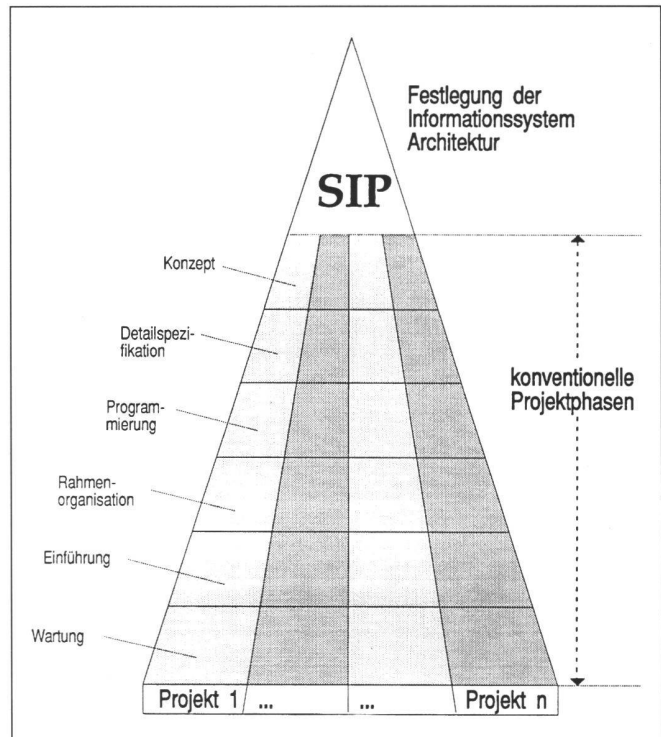 Festlegung der
Informationssystem
Architektur
SIP
Konzept
Detailspezi-
fikation
Program-
mierung
Rahmen-
organisation
Einführung
Wartung
konventionelle
Projektphasen
Projekt 1 ... ... Projekt n